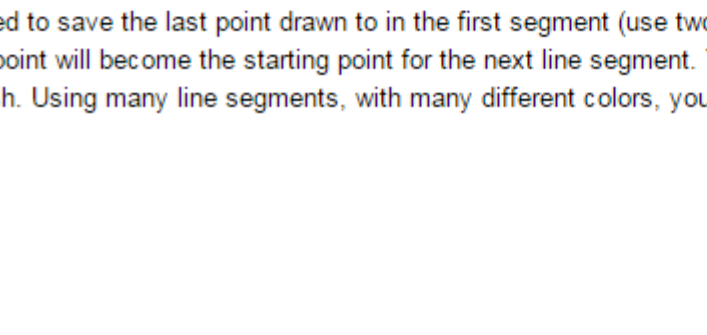 ed to save the last point drawn to in the first segment (use two
point will become the starting point for the next line segment.
h. Using many line segments, with many different colors, you